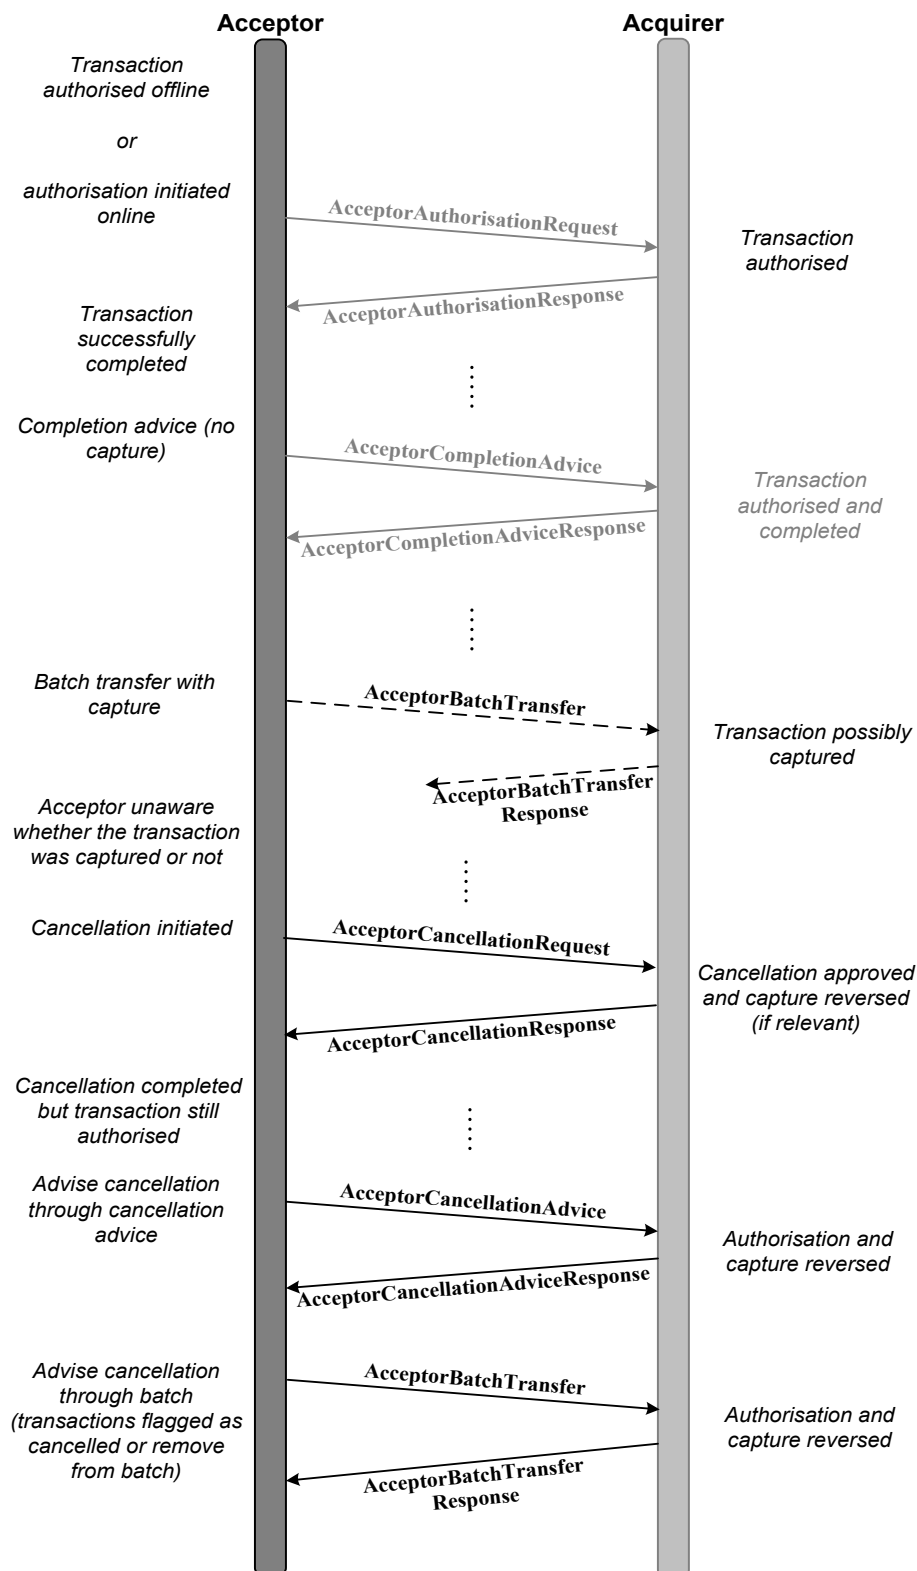 Acceptor
Acquirer
Transaction
authorised offline
or
authorisation initiated
online
AcceptorAuthorisationRequest
Transaction
authorised
AcceptorAuthorisationResponse
Transaction
successfully
completed
Completion advice (no
capture)
AcceptorCompletionAdvice
Transaction
authorised and
completed
AcceptorCompletionAdviceResponse
Batch transfer with
capture
AcceptorBatchTransfer
Transaction possibly
captured
AcceptorBatchTransfer
Response
Acceptor unaware
whether the transaction
was captured or not
Cancellation initiated
AcceptorCancellationRequest
Cancellation approved
and capture reversed
(if relevant)
AcceptorCancellationResponse
Cancellation completed
but transaction still
authorised
Advise cancellation
through cancellation
advice
AcceptorCancellationAdvice
Authorisation and
capture reversed
AcceptorCancellationAdviceResponse
Advise cancellation
through batch
(transactions flagged as
cancelled or remove
from batch)
AcceptorBatchTransfer
Authorisation and
capture reversed
AcceptorBatchTransfer
Response